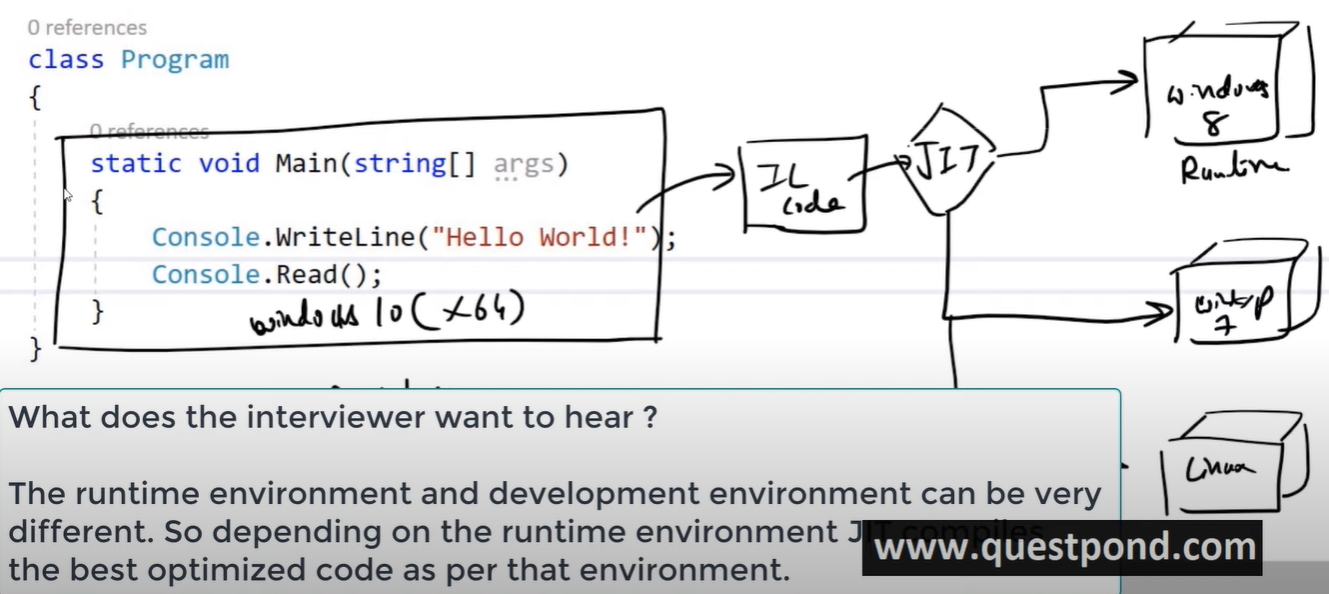 0 references
class Program
{
0 references
static void Main(string[] args)
{
Console.WriteLine("Hello World!");
Console.Read();
}
windows 10 (x64)
}
IL
code
JIT
windows
8
Runtime
7
Linux
What does the interviewer want to hear ?
The runtime environment and development environment can be very
different. So depending on the runtime environment JIT compiles
the best optimized code as per that environment.
www.questpond.com